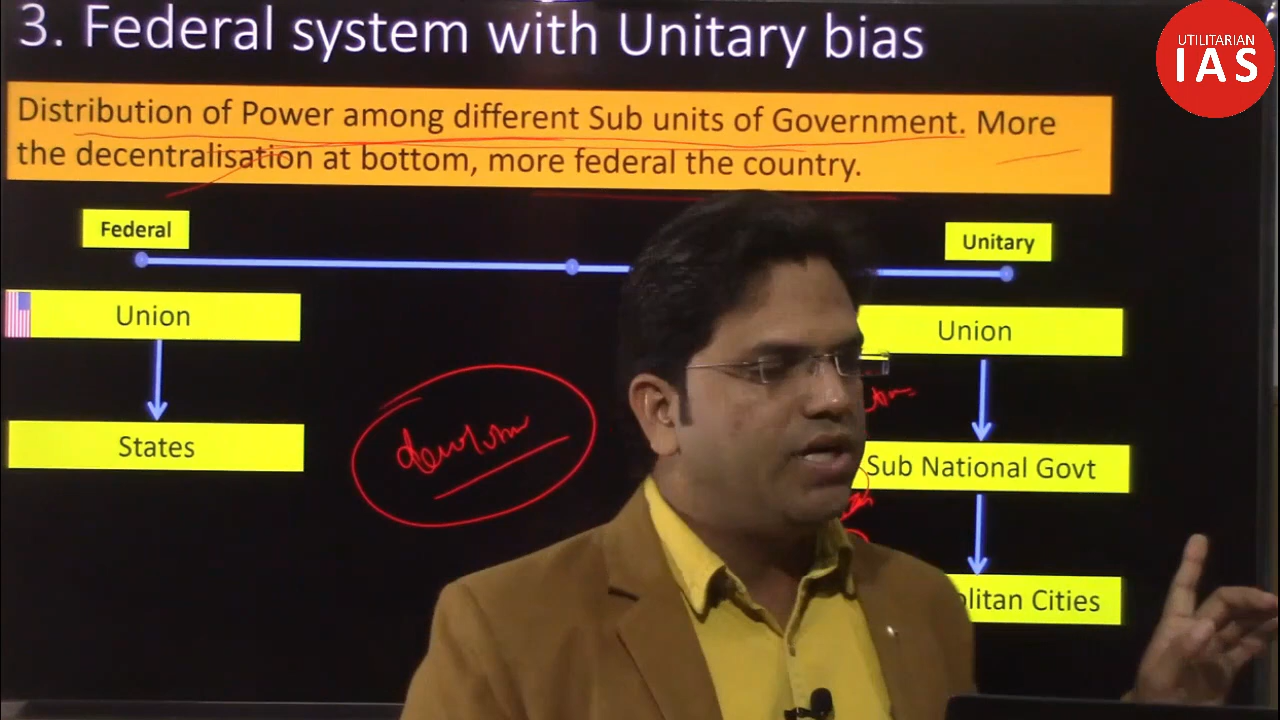 3. Federal system with Unitary bias
UTILITARIAN
IAS
Distribution of Power among different Sub units of Government. More
the decentralisation at bottom, more federal the country.
Federal
Unitary
Union
Union
States
Sub National Govt
Cities